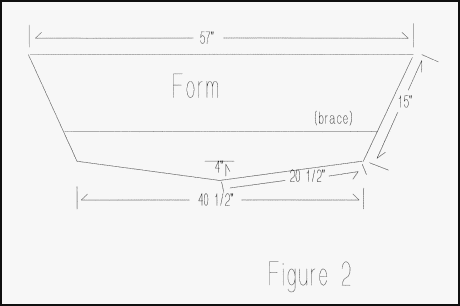 57"
Form
15"
(brace)
4"
20 1/2"
40 1/2"
Figure 2